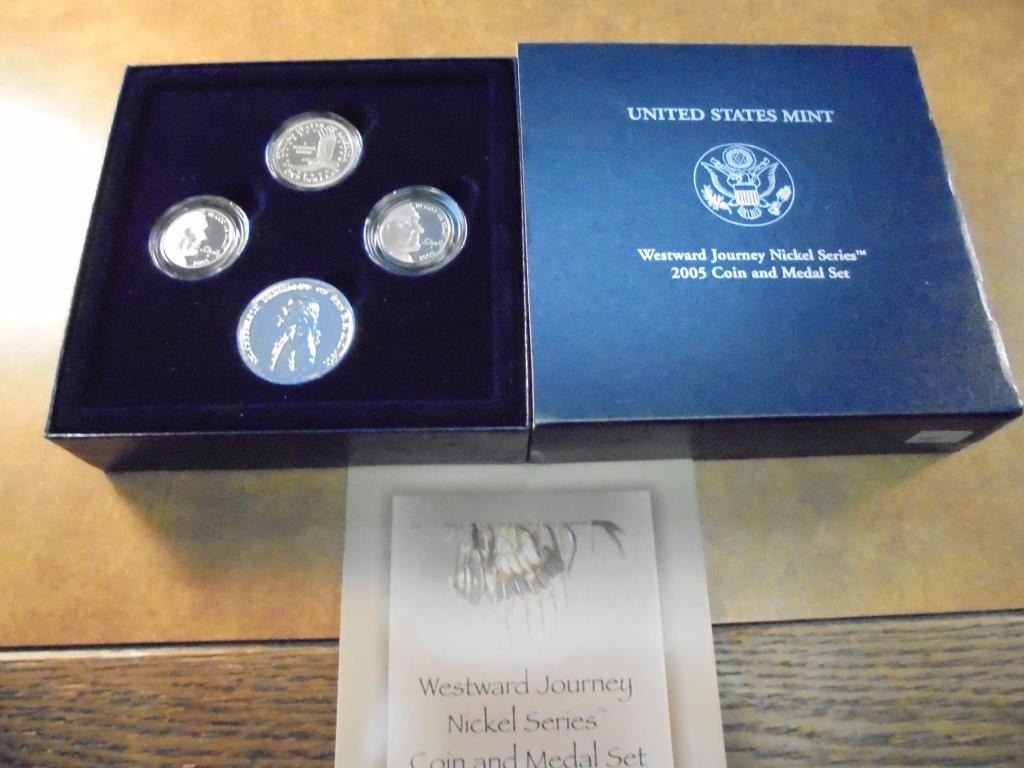 UNITED STATES MINT
Westward Journey Nickel Series™
2005 Coin and Medal Set
Westward Journey
Nickel Series™
Coin and Medal Set